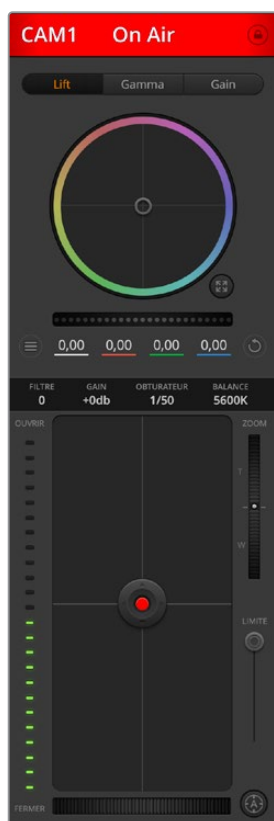 CAM1 On Air
Lift Gamma Gain
0,00 0,00 0,00 0,00
FILTRE GAIN OBTURATEUR BALANCE
0 +0db 1/50 5600K
OUVRIR ZOOM
T
W
LIMITE
FERMER A